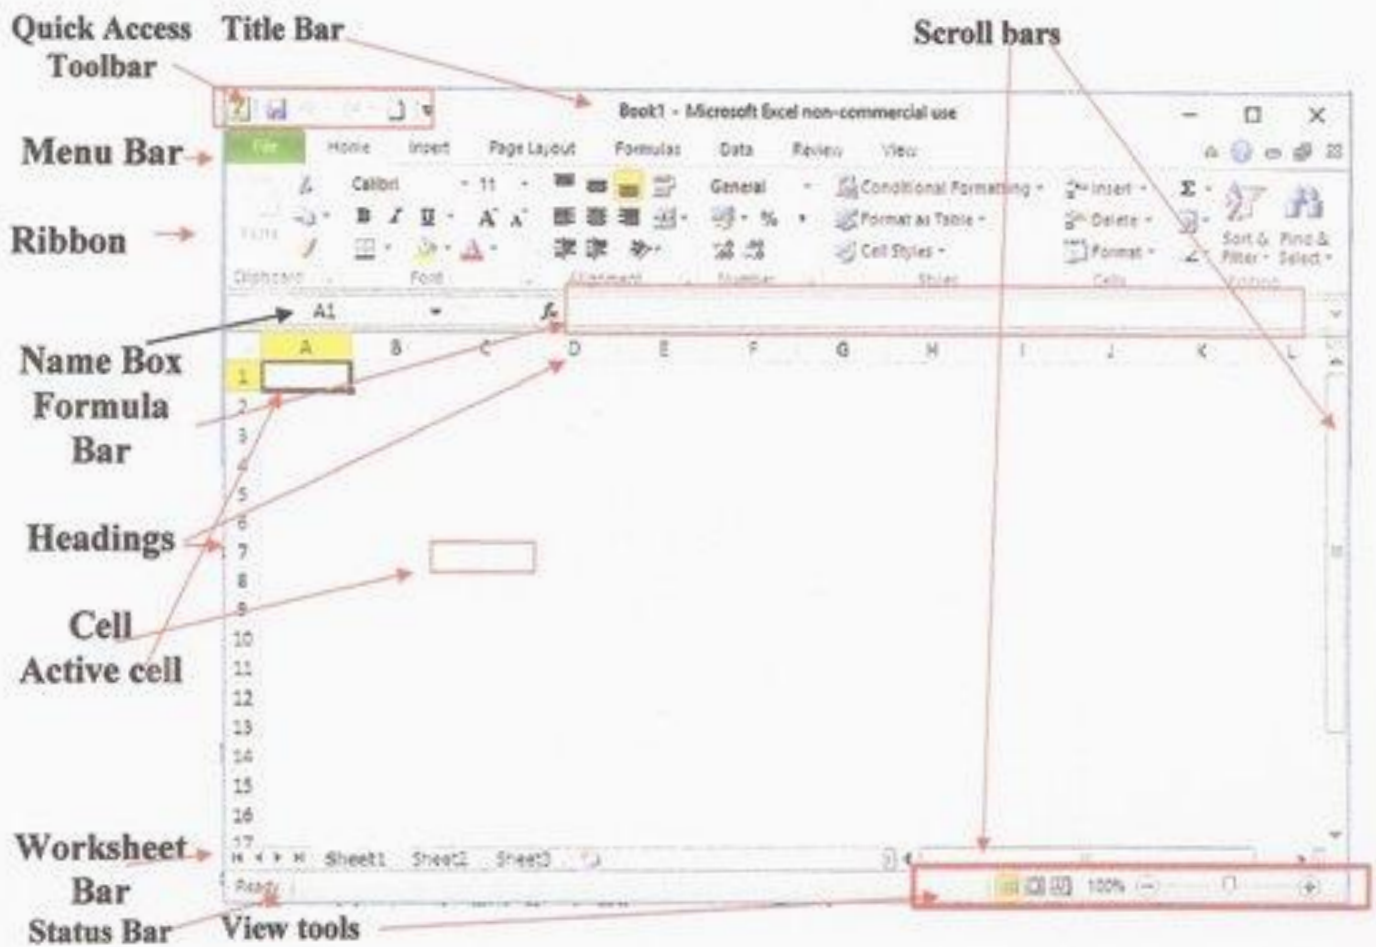 Quick Access Toolbar
Title Bar
Scroll bars
Book1 - Microsoft Excel non-commercial use
Menu Bar
File Home Insert Page Layout Formulas Data Review View
Ribbon
Calibri 11 General Conditional Formatting Insert Σ
B I U A A % Format as Table Delete
A Cell Styles Format
Sort & Filter Find & Select
Clipboard Font Alignment Number Styles Cells Editing
A1 fx
Name Box
Formula Bar
A B C D E F G H I J K L
1
2
3
4
5
6
Headings
7
8
9
Cell
10
Active cell
11
12
13
14
15
16
17
Worksheet Bar
Sheet1 Sheet2 Sheet3
Ready 100%
Status Bar
View tools